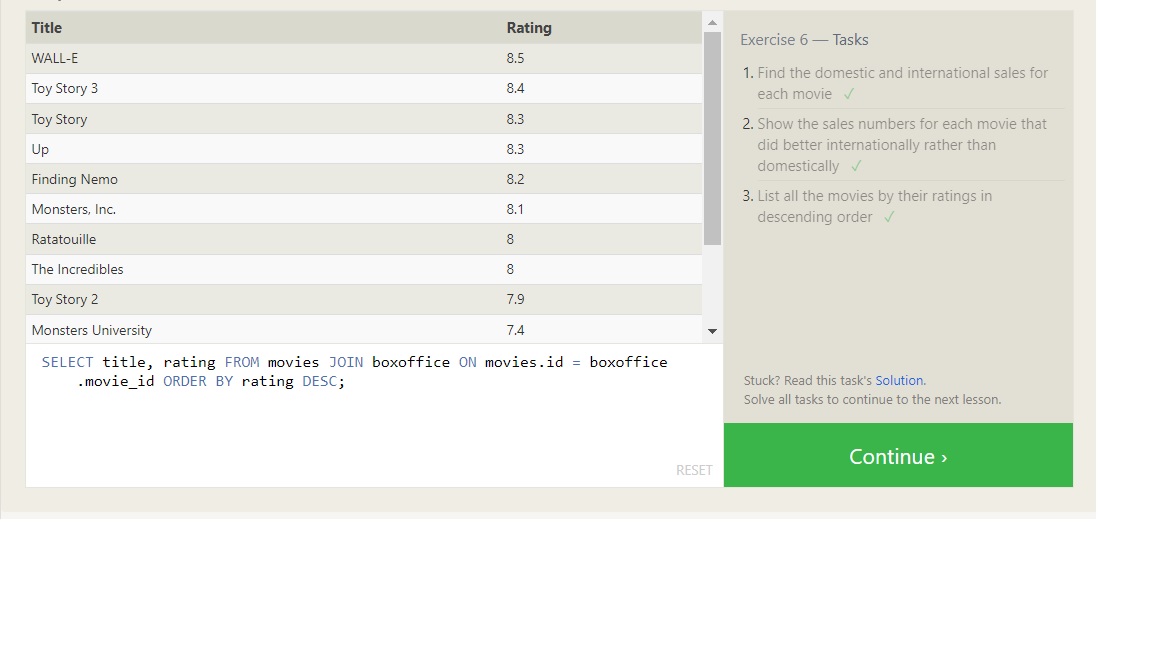 Title Rating
WALL-E 8.5
Toy Story 3 8.4
Toy Story 8.3
Up 8.3
Finding Nemo 8.2
Monsters, Inc. 8.1
Ratatouille 8
The Incredibles 8
Toy Story 2 7.9
Monsters University 7.4
SELECT title, rating FROM movies JOIN boxoffice ON movies.id = boxoffice
.movie_id ORDER BY rating DESC;
RESET
Exercise 6 — Tasks
1. Find the domestic and international sales for
each movie ✓
2. Show the sales numbers for each movie that
did better internationally rather than
domestically ✓
3. List all the movies by their ratings in
descending order ✓
Stuck? Read this task's Solution.
Solve all tasks to continue to the next lesson.
Continue ›